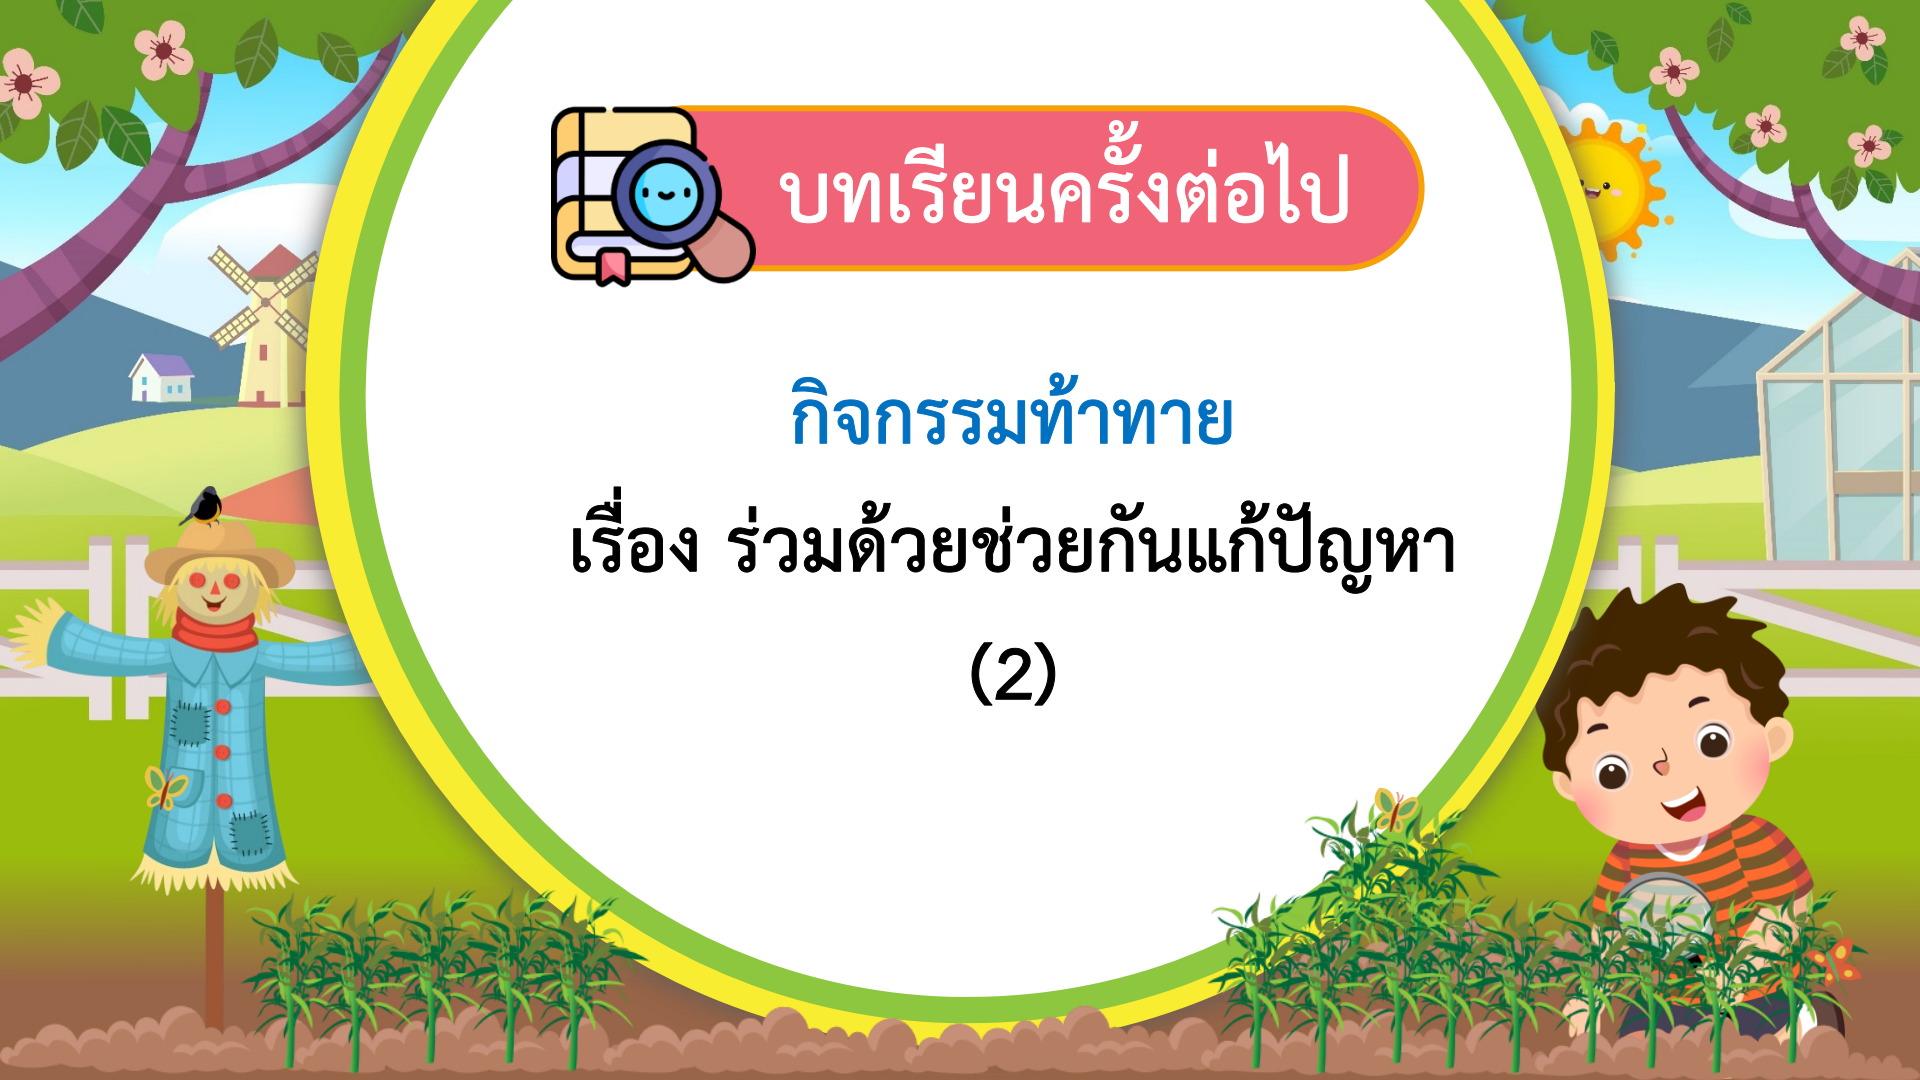 บทเรียนครั้งต่อไป
กิจกรรมท้าทาย
เรื่อง ร่วมด้วยช่วยกันแก้ปัญหา
(2)